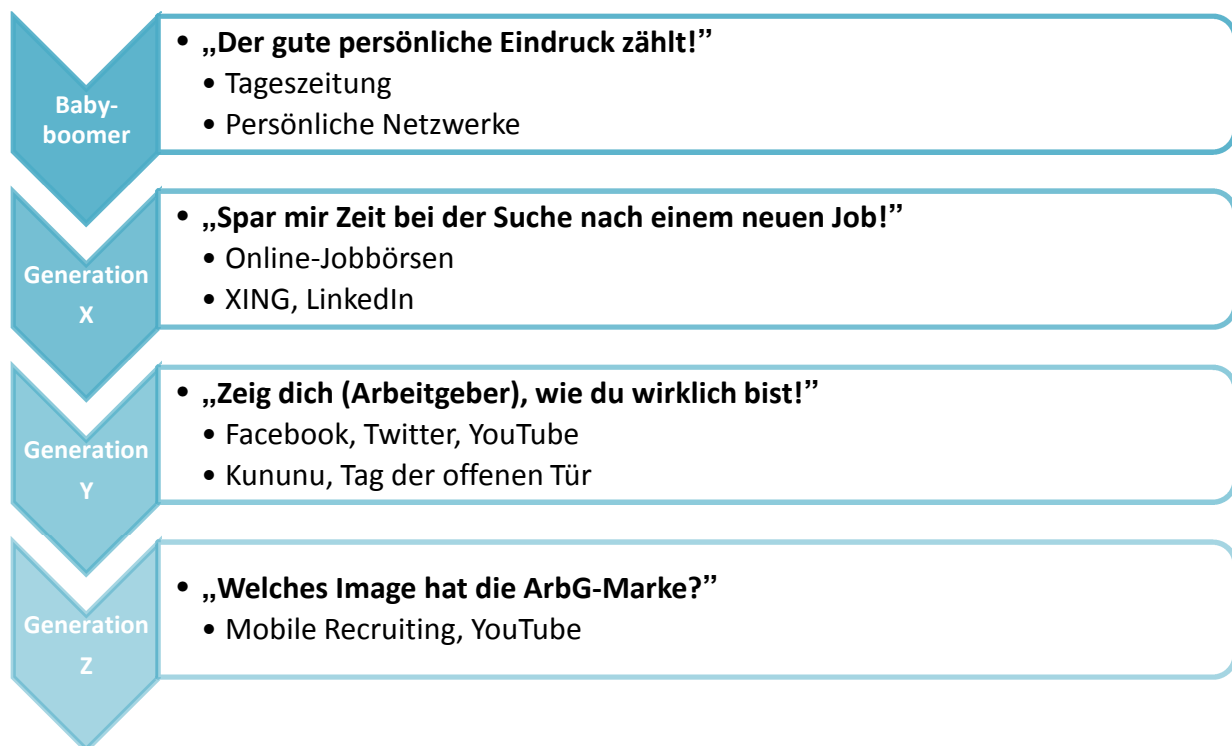 Baby-
boomer
• „Der gute persönliche Eindruck zählt!”
• Tageszeitung
• Persönliche Netzwerke
Generation
X
• „Spar mir Zeit bei der Suche nach einem neuen Job!”
• Online-Jobbörsen
• XING, LinkedIn
Generation
Y
• „Zeig dich (Arbeitgeber), wie du wirklich bist!”
• Facebook, Twitter, YouTube
• Kununu, Tag der offenen Tür
Generation
Z
• „Welches Image hat die ArbG-Marke?”
• Mobile Recruiting, YouTube